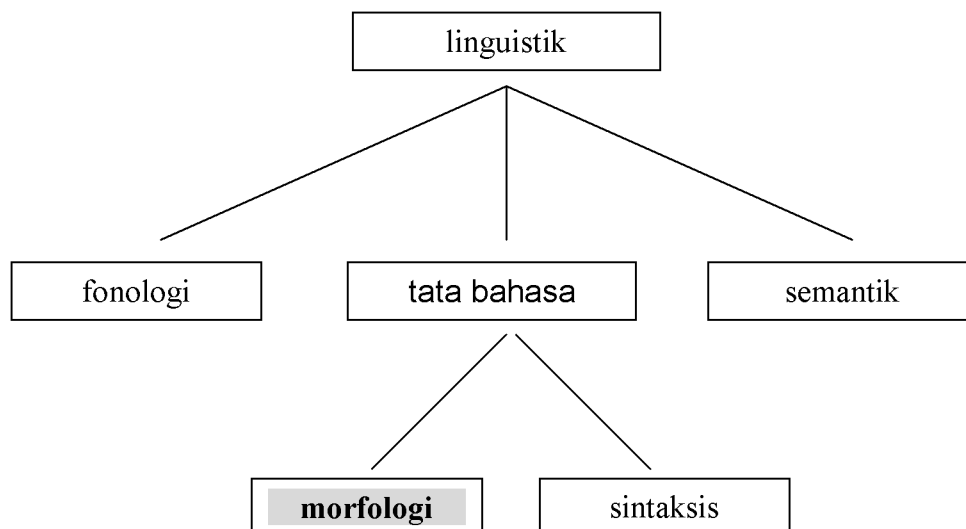 linguistik
fonologi
tata bahasa
semantik
morfologi
sintaksis